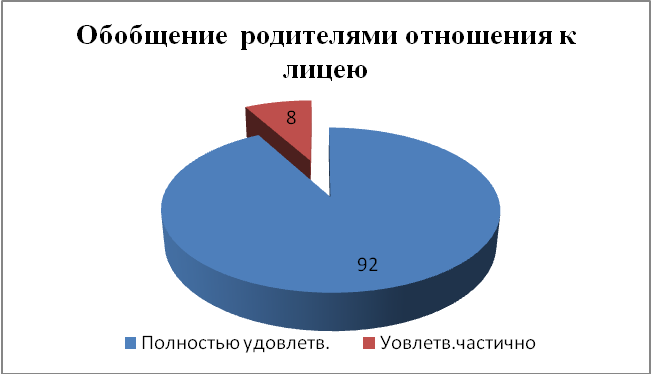 Обобщение родителями отношения к
лицею
8
92
Полностью удовлетв. Уовлетв.частично